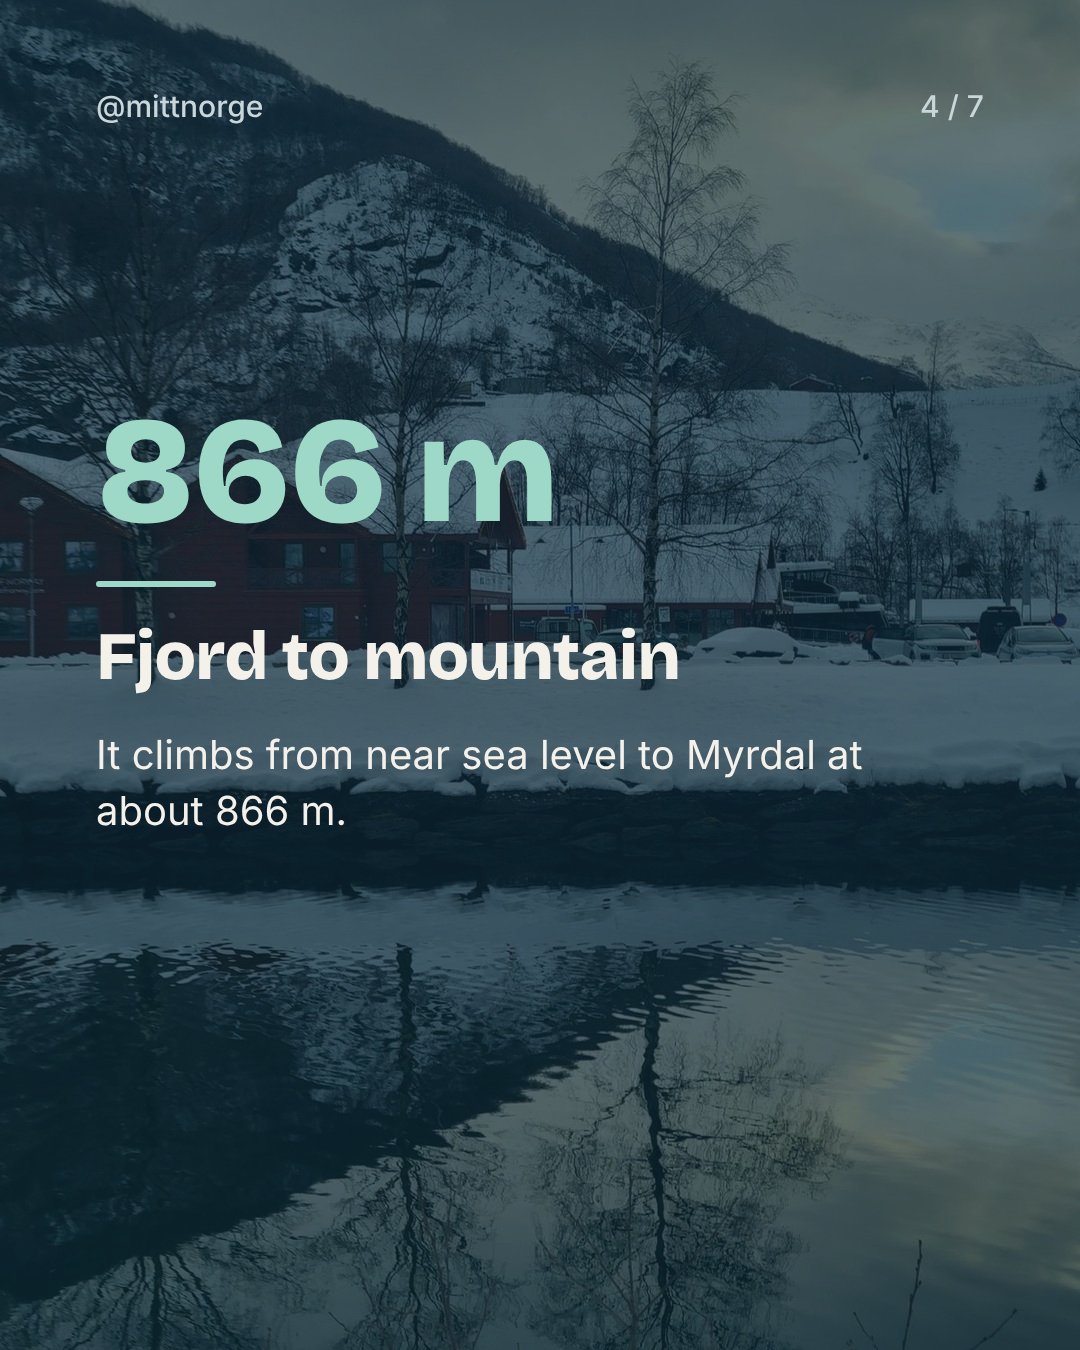 @mittnorge
4 / 7
866 m
Fjord to mountain
It climbs from near sea level to Myrdal at
about 866 m.